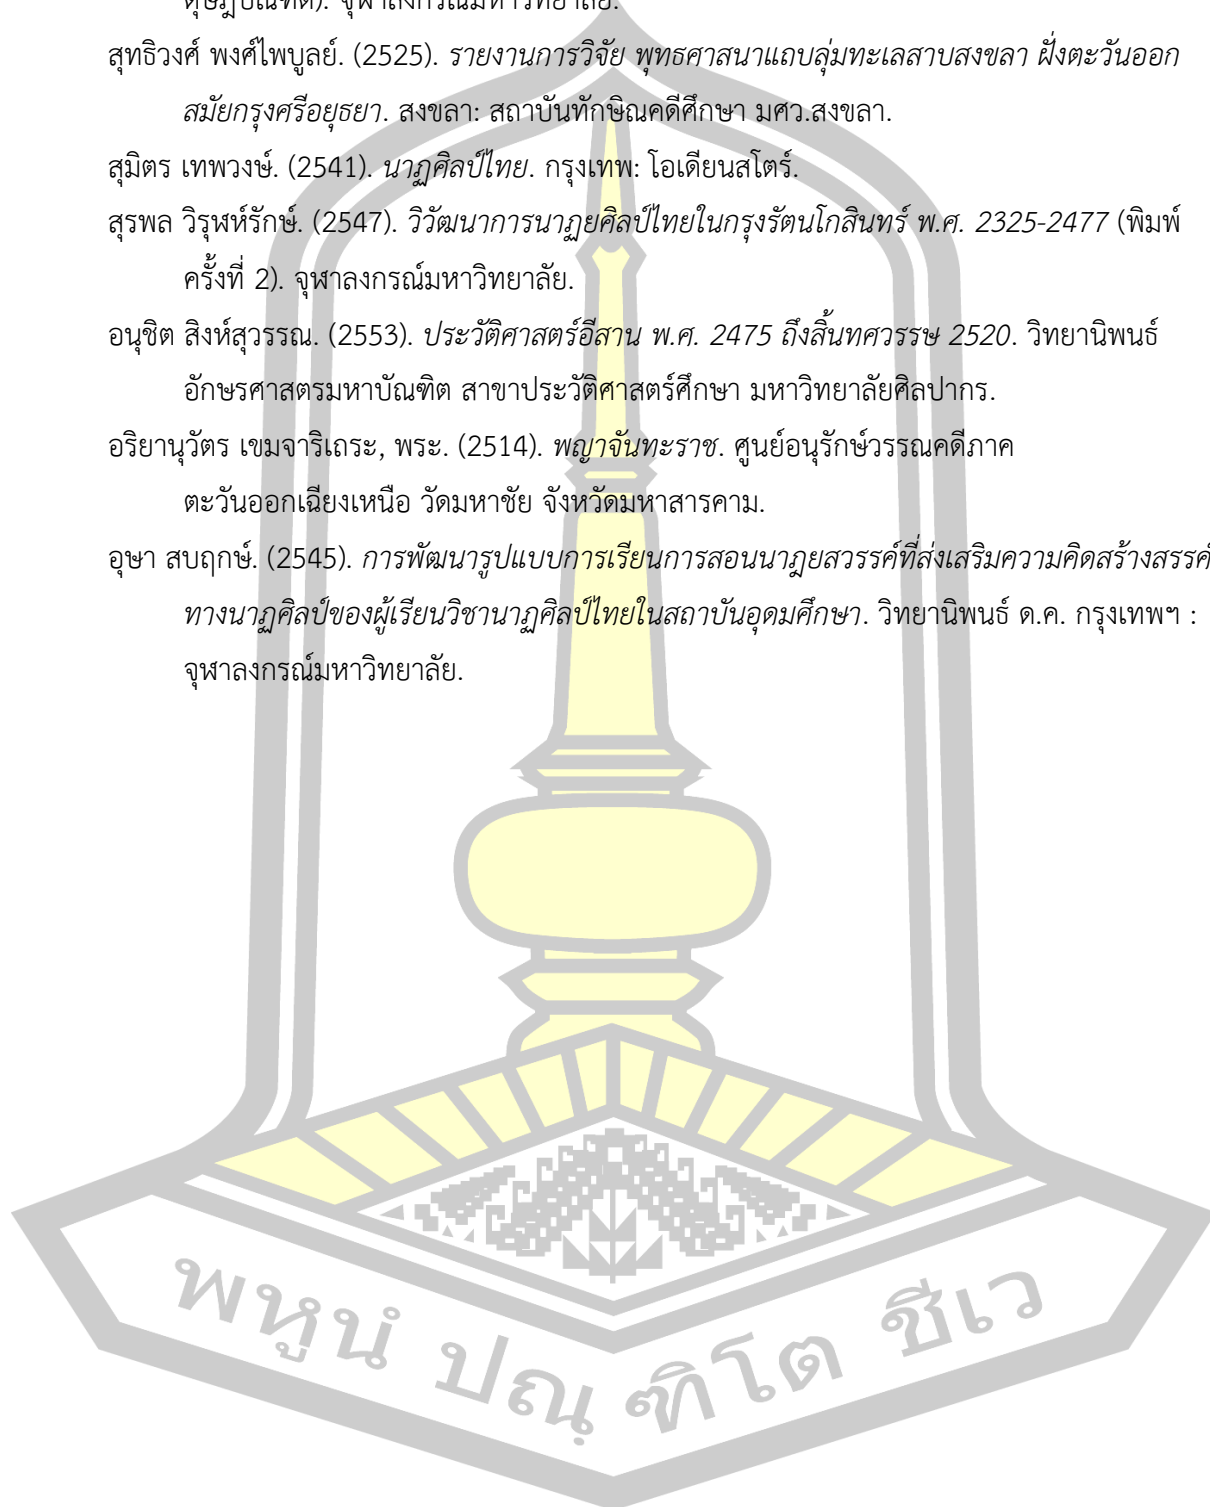 ดุษฎีบัณฑิต). จุฬาลงกรณ์มหาวิทยาลัย.
สุทธิวงศ์ พงศ์ไพบูลย์. (2525). รายงานการวิจัย พุทธศาสนาแถบลุ่มทะเลสาบสงขลา ฝั่งตะวันออก
สมัยกรุงศรีอยุธยา. สงขลา: สถาบันทักษิณคดีศึกษา มศว.สงขลา.
สุมิตร เทพวงษ์. (2541). นาฏศิลป์ไทย. กรุงเทพ: โอเดียนสโตร์.
สุรพล วิรุฬห์รักษ์. (2547). วิวัฒนาการนาฏยศิลป์ไทยในกรุงรัตนโกสินทร์ พ.ศ. 2325-2477 (พิมพ์
ครั้งที่ 2). จุฬาลงกรณ์มหาวิทยาลัย.
อนุชิต สิงห์สุวรรณ. (2553). ประวัติศาสตร์อีสาน พ.ศ. 2475 ถึงสิ้นทศวรรษ 2520. วิทยานิพนธ์
อักษรศาสตรมหาบัณฑิต สาขาประวัติศาสตร์ศึกษา มหาวิทยาลัยศิลปากร.
อริยานุวัตร เขมจาริเถระ, พระ. (2514). พญาจันทะราช. ศูนย์อนุรักษ์วรรณคดีภาค
ตะวันออกเฉียงเหนือ วัดมหาชัย จังหวัดมหาสารคาม.
อุษา สบฤกษ์. (2545). การพัฒนารูปแบบการเรียนการสอนนาฎยสวรรค์ที่ส่งเสริมความคิดสร้างสรรค์
ทางนาฏศิลป์ของผู้เรียนวิชานาฏศิลป์ไทยในสถาบันอุดมศึกษา. วิทยานิพนธ์ ด.ค. กรุงเทพฯ :
จุฬาลงกรณ์มหาวิทยาลัย.
พหูนํ ปณฺฑิโต ชีเว